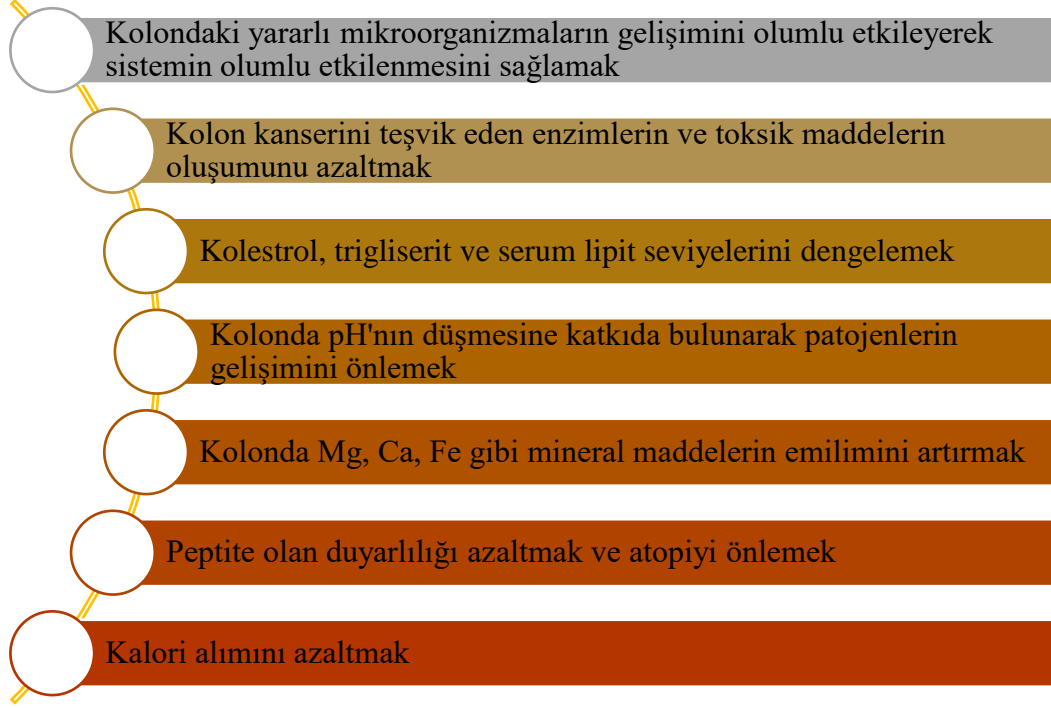 Kolondaki yararlı mikroorganizmaların gelişimini olumlu etkileyerek
sistemin olumlu etkilenmesini sağlamak
Kolon kanserini teşvik eden enzimlerin ve toksik maddelerin
oluşumunu azaltmak
Kolestrol, trigliserit ve serum lipit seviyelerini dengelemek
Kolonda pH'nın düşmesine katkıda bulunarak patojenlerin
gelişimini önlemek
Kolonda Mg, Ca, Fe gibi mineral maddelerin emilimini artırmak
Peptite olan duyarlılığı azaltmak ve atopiyi önlemek
Kalori alımını azaltmak